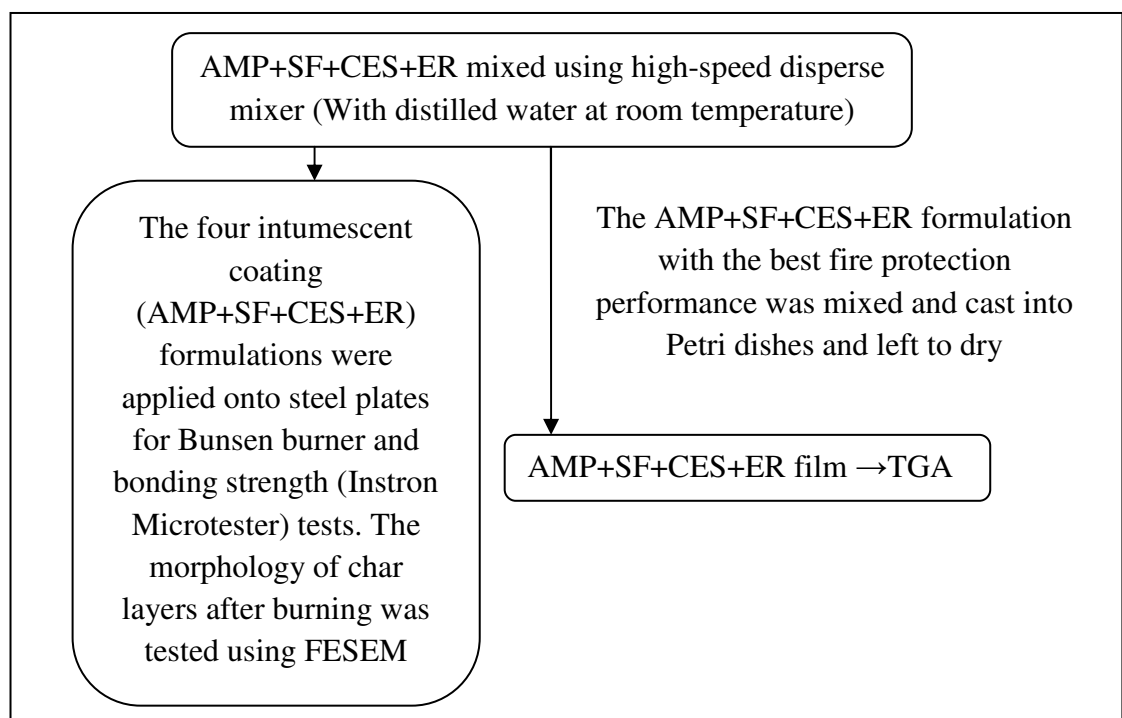 AMP+SF+CES+ER mixed using high-speed disperse
mixer (With distilled water at room temperature)
The four intumescent
coating
(AMP+SF+CES+ER)
formulations were
applied onto steel plates
for Bunsen burner and
bonding strength (Instron
Microtester) tests. The
morphology of char
layers after burning was
tested using FESEM
The AMP+SF+CES+ER formulation
with the best fire protection
performance was mixed and cast into
Petri dishes and left to dry
AMP+SF+CES+ER film →TGA